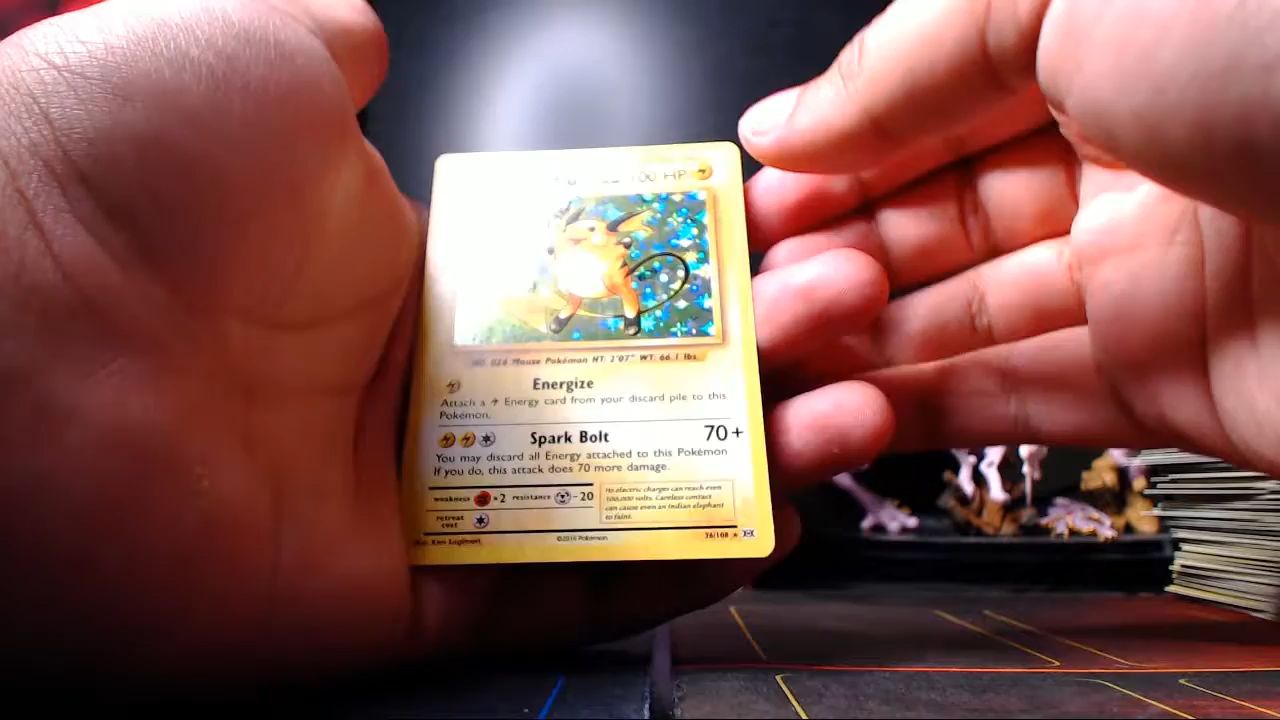 100 HP
NO. 026 Mouse Pokémon HT: 2'07" WT: 66.1 lbs.
Energize
Attach a Energy card from your discard pile to this
Pokémon.
Spark Bolt 70+
You may discard all Energy attached to this Pokémon
If you do, this attack does 70 more damage.
weakness ×2 resistance -20
Its electric charges can reach even
100,000 volts. Careless contact
can cause even an Indian elephant
to faint.
retreat
cost
Illus. Ken Sugimori ©2016 Pokémon 36/108